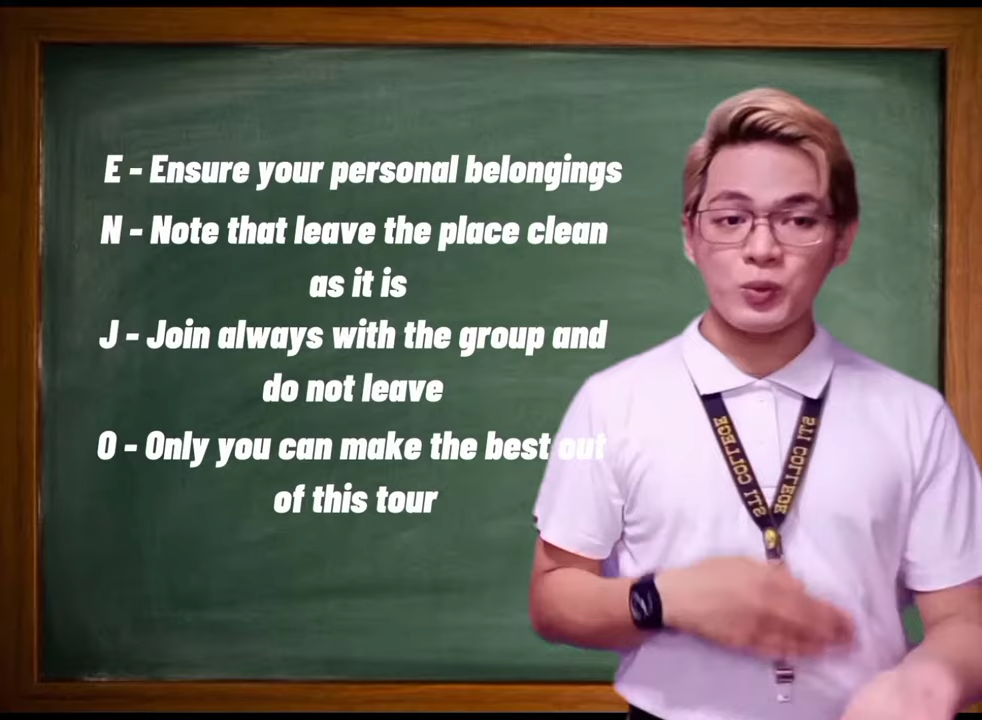 E - Ensure your personal belongings
N - Note that leave the place clean
as it is
J - Join always with the group and
do not leave
O - Only you can make the best out
of this tour
STI COLLEGE
STI COLLEGE
STI